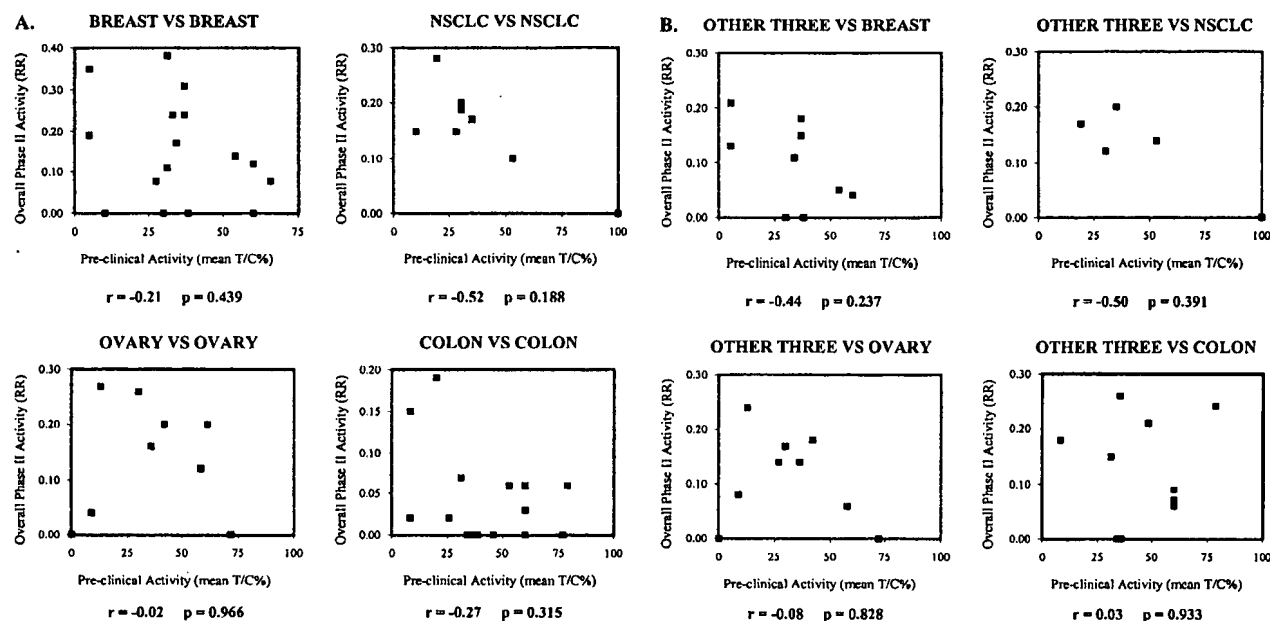 A.
BREAST VS BREAST
Overall Phase II Activity (RR)
0.40
0.30
0.20
0.10
0.00
0
25
50
75
Pre-clinical Activity (mean T/C%)
r = -0.21 p = 0.439
NSCLC VS NSCLC
Overall Phase II Activity (RR)
0.30
0.20
0.10
0.00
0
25
50
75
100
Pre-clinical Activity (mean T/C%)
r = -0.52 p = 0.188
OVARY VS OVARY
Overall Phase II Activity (RR)
0.30
0.20
0.10
0.00
0
25
50
75
100
Pre-clinical Activity (mean T/C%)
r = -0.02 p = 0.966
COLON VS COLON
Overall Phase II Activity (RR)
0.20
0.15
0.10
0.05
0.00
0
25
50
75
100
Pre-clinical Activity (mean T/C%)
r = -0.27 p = 0.315
B.
OTHER THREE VS BREAST
Overall Phase II Activity (RR)
0.30
0.20
0.10
0.00
0
25
50
75
100
Pre-clinical Activity (mean T/C%)
r = -0.44 p = 0.237
OTHER THREE VS NSCLC
Overall Phase II Activity (RR)
0.30
0.20
0.10
0.00
0
25
50
75
100
Pre-clinical Activity (mean T/C%)
r = -0.50 p = 0.391
OTHER THREE VS OVARY
Overall Phase II Activity (RR)
0.30
0.20
0.10
0.00
0
25
50
75
100
Pre-clinical Activity (mean T/C%)
r = -0.08 p = 0.828
OTHER THREE VS COLON
Overall Phase II Activity (RR)
0.30
0.20
0.10
0.00
0
25
50
75
100
Pre-clinical Activity (mean T/C%)
r = 0.03 p = 0.933